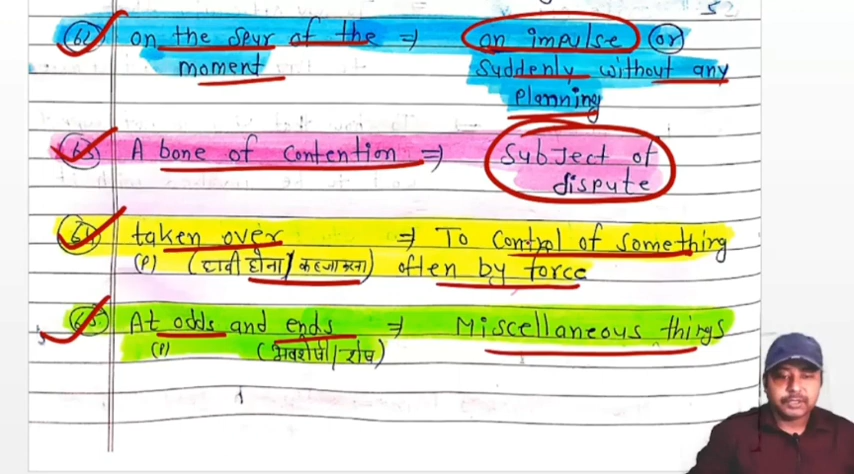 62 on the spur of the ⇒ on impulse or
moment suddenly without any
planning
63 A bone of contention ⇒ Subject of
dispute
64 taken over ⇒ To control of something
(P) (हावी होना/कब्जा करना) often by force
65 At odds and ends ⇒ Miscellaneous things
(P) (अवशेष/शेष)